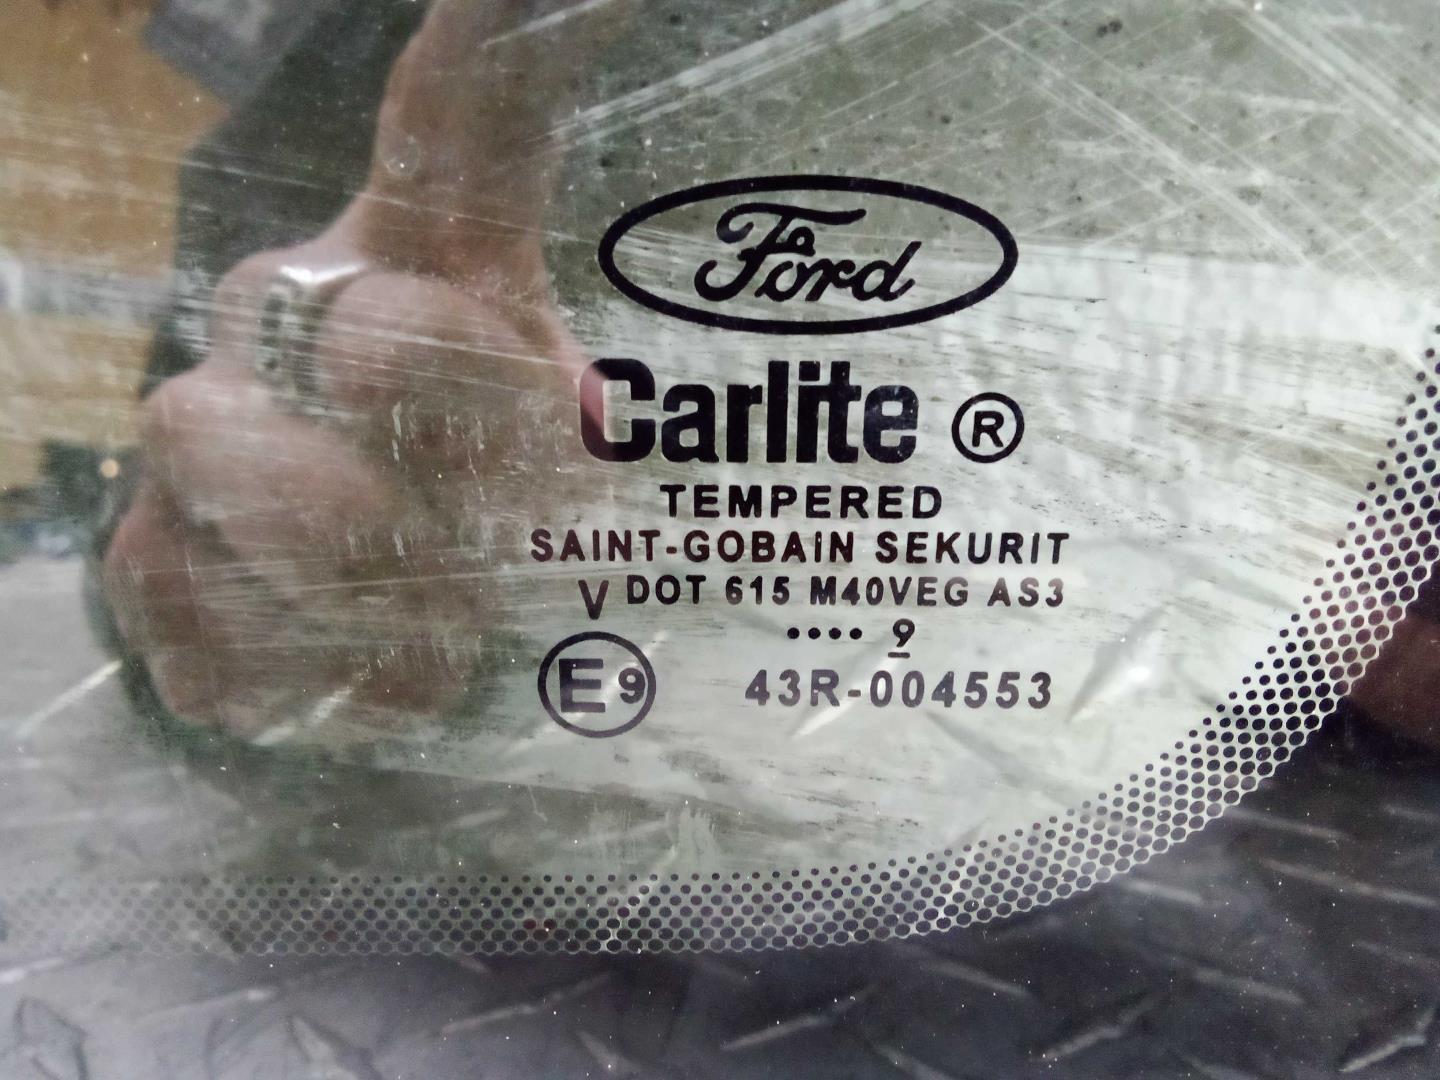 Ford
Carlite ®
TEMPERED
SAINT-GOBAIN SEKURIT
V DOT 615 M40VEG AS3
•••• 9
E9 43R-004553